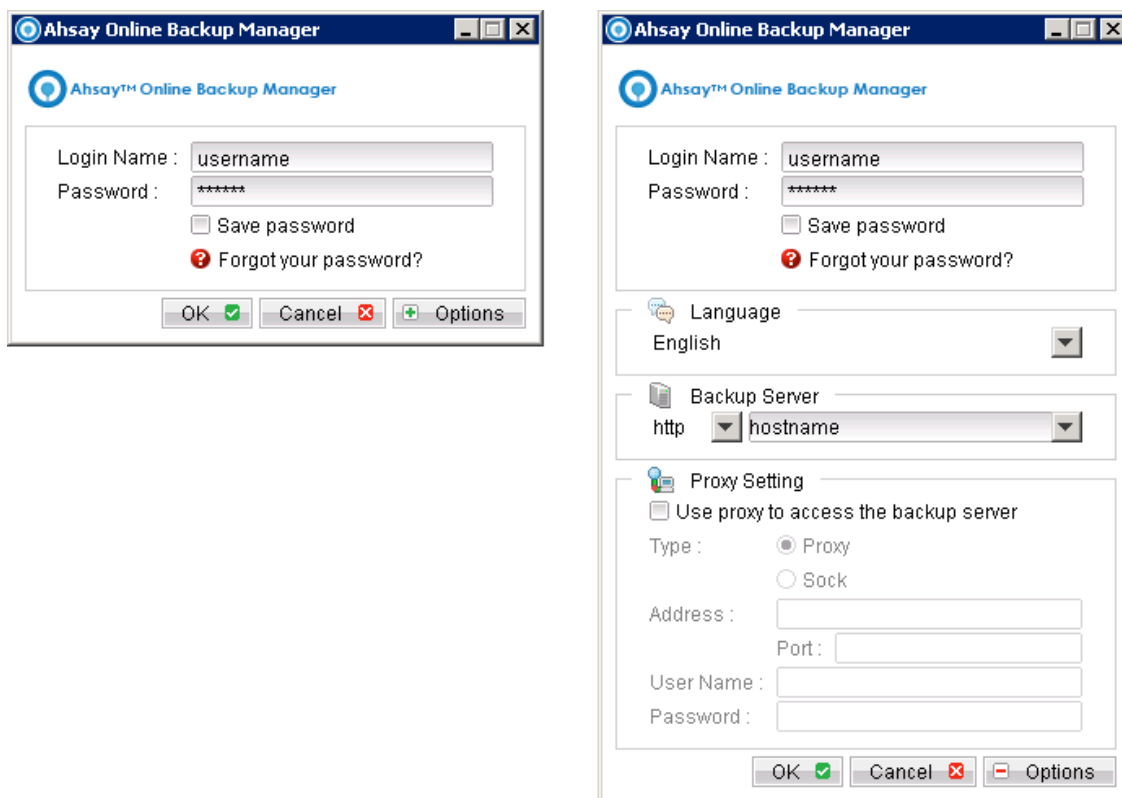 Ahsay Online Backup Manager
Ahsay™ Online Backup Manager
Login Name : username
Password : ******
Save password
Forgot your password?
OK Cancel Options
Ahsay Online Backup Manager
Ahsay™ Online Backup Manager
Login Name : username
Password : ******
Save password
Forgot your password?
Language
English
Backup Server
http hostname
Proxy Setting
Use proxy to access the backup server
Type : Proxy
Sock
Address :
Port :
User Name :
Password :
OK Cancel Options